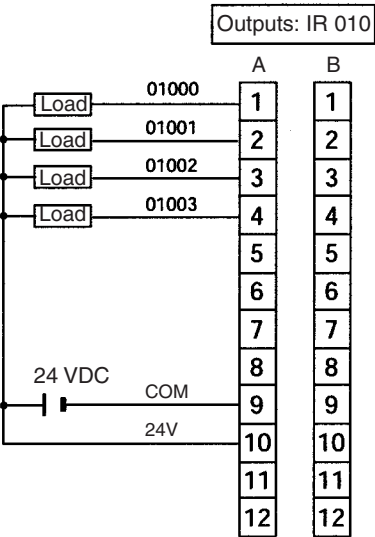 Outputs: IR 010
A B
Load 01000 1 1
Load 01001 2 2
Load 01002 3 3
Load 01003 4 4
5 5
6 6
7 7
8 8
24 VDC
COM 9 9
24V 10 10
11 11
12 12